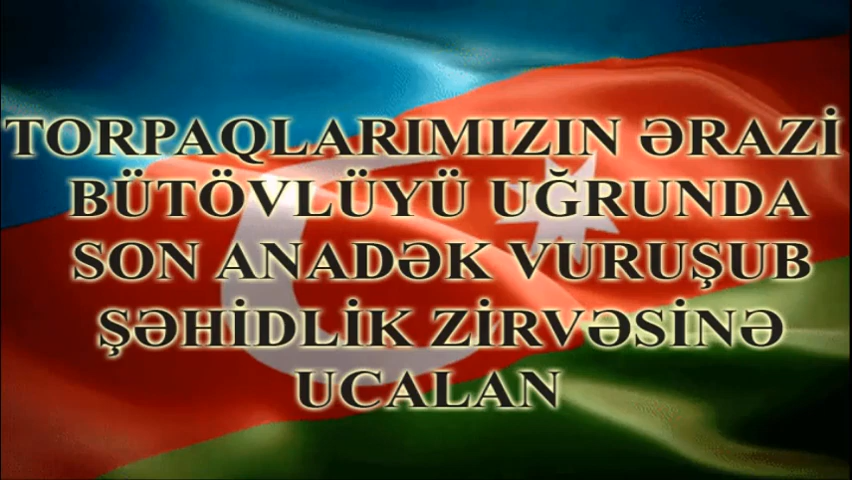 TORPAQLARIMIZIN ƏRAZİ
BÜTÖVLÜYÜ UĞRUNDA
SON ANADƏK VURUŞUB
ŞƏHİDLİK ZİRVƏSİNƏ
UCALAN